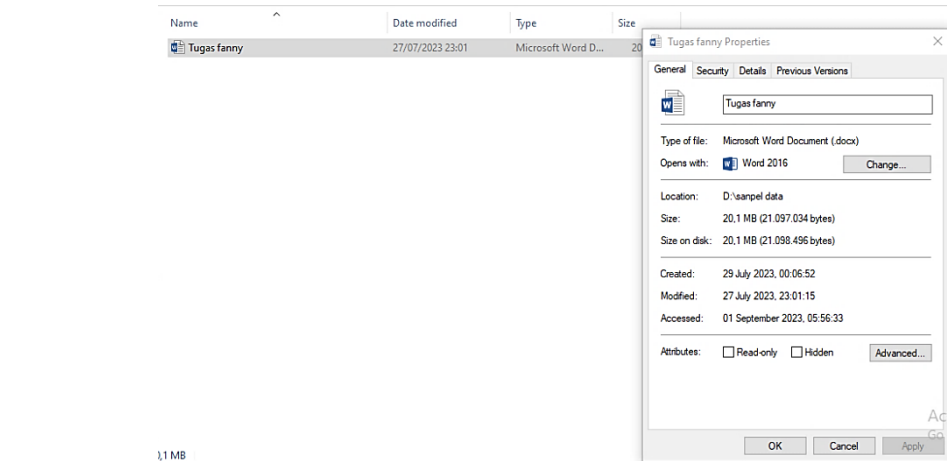 Name Date modified Type Size
Tugas fanny 27/07/2023 23:01 Microsoft Word D... 20
Tugas fanny Properties
General Security Details Previous Versions
Tugas fanny
Type of file: Microsoft Word Document (.docx)
Opens with: Word 2016 Change...
Location: D:\sanpel data
Size: 20,1 MB (21.097.034 bytes)
Size on disk: 20,1 MB (21.098.496 bytes)
Created: 29 July 2023, 00:06:52
Modified: 27 July 2023, 23:01:15
Accessed: 01 September 2023, 05:56:33
Attributes: Read-only Hidden Advanced...
Ac
Go
OK Cancel Apply
,1 MB